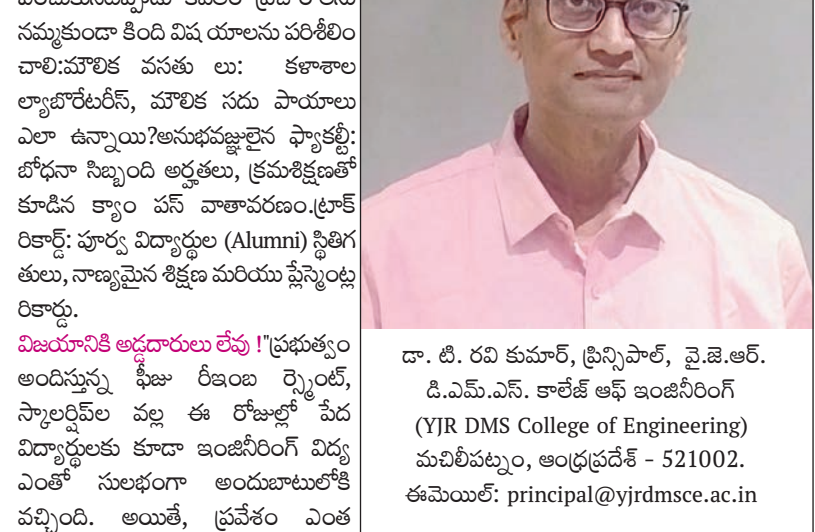 నమ్మకుండా కింది విష యాలను పరిశీలిం
చాలి:మౌలిక వసతు లు: కళాశాల
ల్యాబొరేటరీస్, మౌలిక సదు పాయాలు
ఎలా ఉన్నాయి?అనుభవజ్ఞులైన ఫ్యాకల్టీ:
బోధనా సిబ్బంది అర్హతలు, క్రమశిక్షణతో
కూడిన క్యాం పస్ వాతావరణం.ట్రాక్
రికార్డ్: పూర్వ విద్యార్థుల (Alumni) స్థితిగ
తులు, నాణ్యమైన శిక్షణ మరియు ప్లేస్మెంట్ల
రికార్డు.
విజయానికి అడ్డదారులు లేవు !"ప్రభుత్వం
అందిస్తున్న ఫీజు రీఇంబ ర్స్మెంట్,
స్కాలర్షిప్‌ల వల్ల ఈ రోజుల్లో పేద
విద్యార్థులకు కూడా ఇంజినీరింగ్ విద్య
ఎంతో సులభంగా అందుబాటులోకి
వచ్చింది. అయితే, ప్రవేశం ఎంత
డా. టి. రవి కుమార్, ప్రిన్సిపాల్, వై.జె.ఆర్.
డి.ఎమ్.ఎస్. కాలేజ్ ఆఫ్ ఇంజినీరింగ్
(YJR DMS College of Engineering)
మచిలీపట్నం, ఆంధ్రప్రదేశ్ - 521002.
ఈమెయిల్: principal@yjrdmsce.ac.in